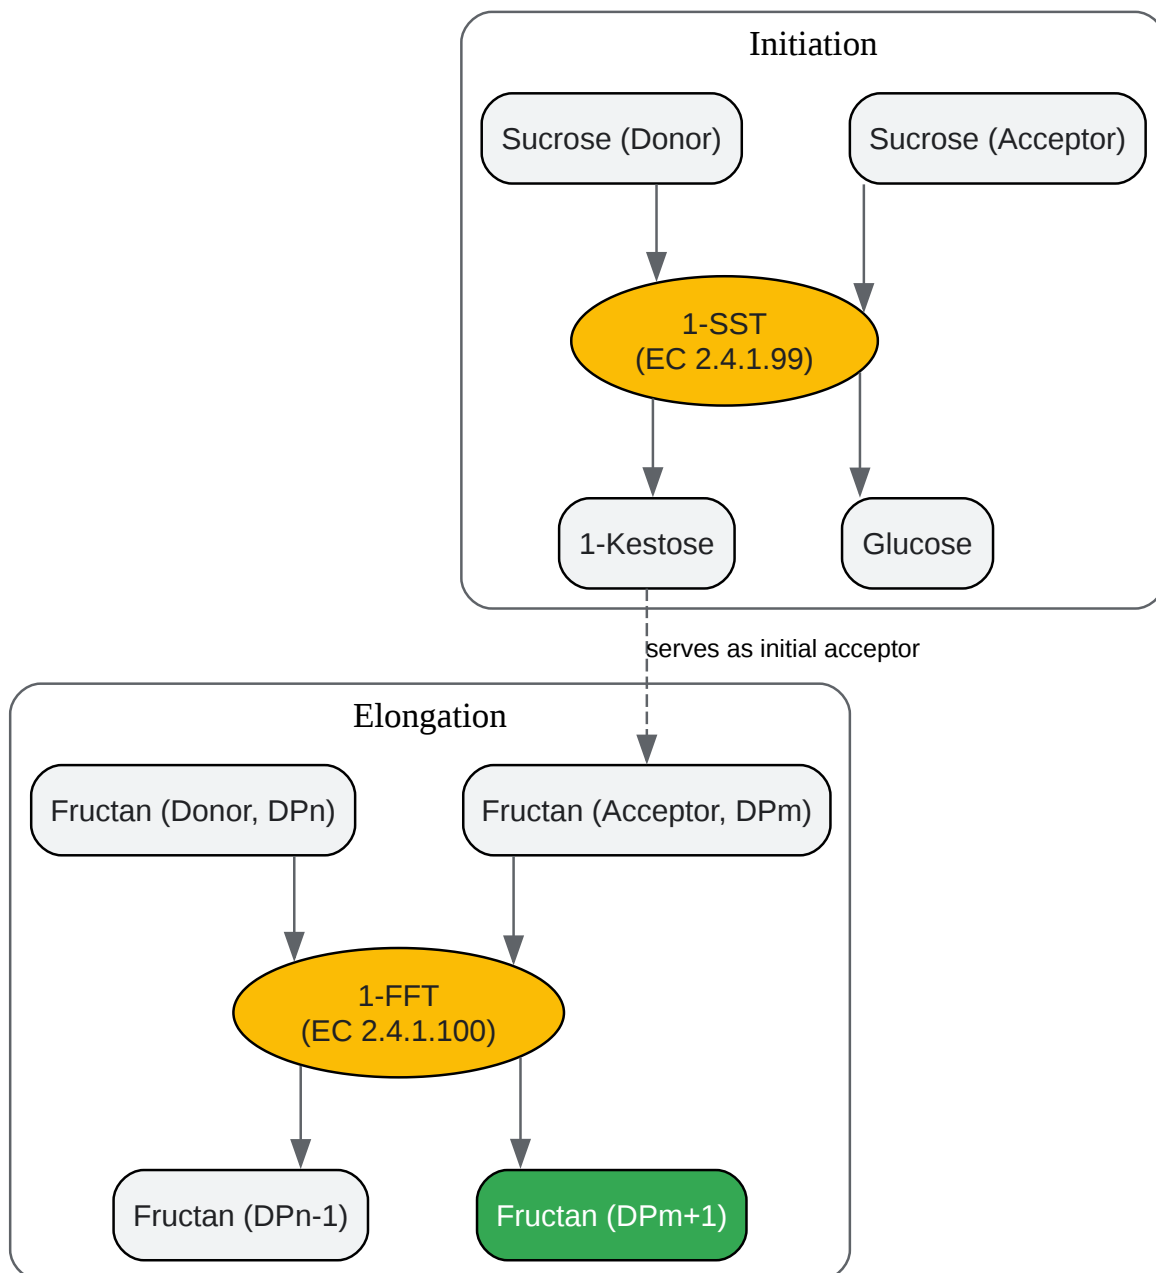 Initiation
Sucrose (Donor)
Sucrose (Acceptor)
1-SST
(EC 2.4.1.99)
1-Kestose
Glucose
serves as initial acceptor
Elongation
Fructan (Donor, DPn)
Fructan (Acceptor, DPm)
1-FFT
(EC 2.4.1.100)
Fructan (DPn-1)
Fructan (DPm+1)